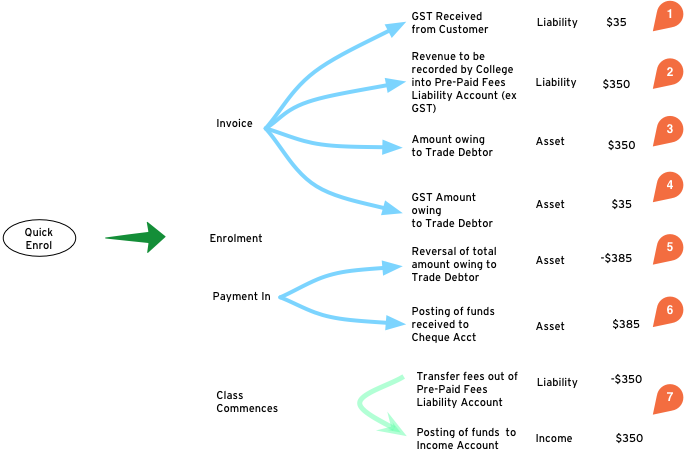 GST Received
from Customer
Liability
$35
1
Revenue to be
recorded by College
into Pre-Paid Fees
Liability Account (ex
GST)
Liability
$350
2
Invoice
Amount owing
to Trade Debtor
Asset
$350
3
GST Amount
owing
to Trade Debtor
Asset
$35
4
Quick
Enrol
Enrolment
Reversal of total
amount owing to
Trade Debtor
Asset
-$385
5
Payment In
Posting of funds
received to
Cheque Acct
Asset
$385
6
Class
Commences
Transfer fees out of
Pre-Paid Fees
Liability Account
Liability
-$350
7
Posting of funds to
Income Account
Income
$350